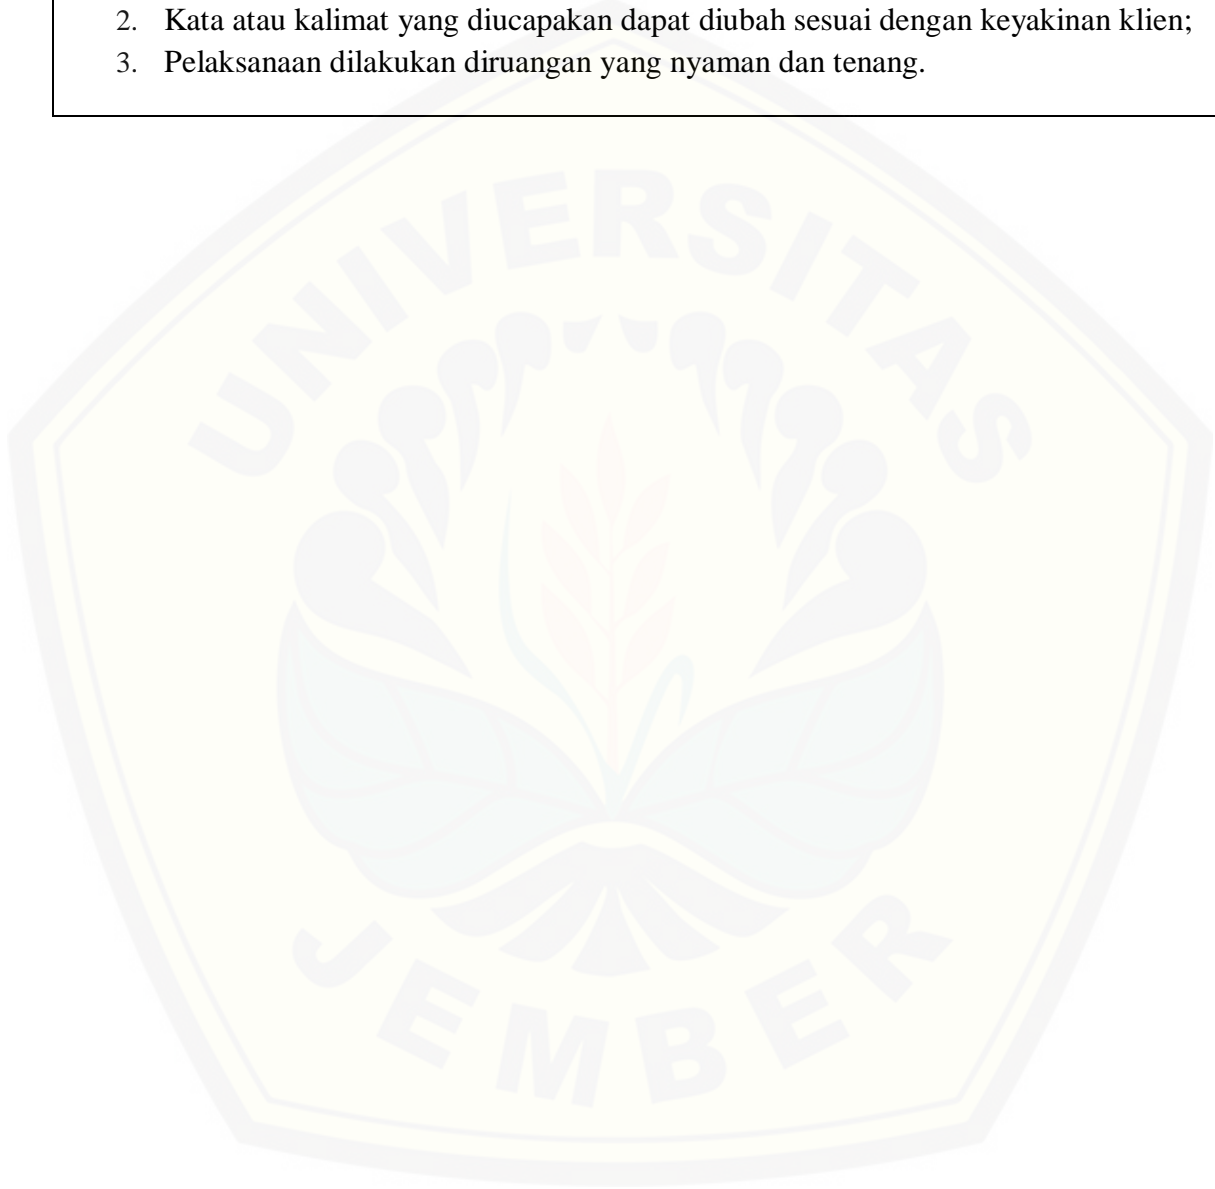 2. Kata atau kalimat yang diucapakan dapat diubah sesuai dengan keyakinan klien;
3. Pelaksanaan dilakukan diruangan yang nyaman dan tenang.
UNIVERSITAS
JEMBER